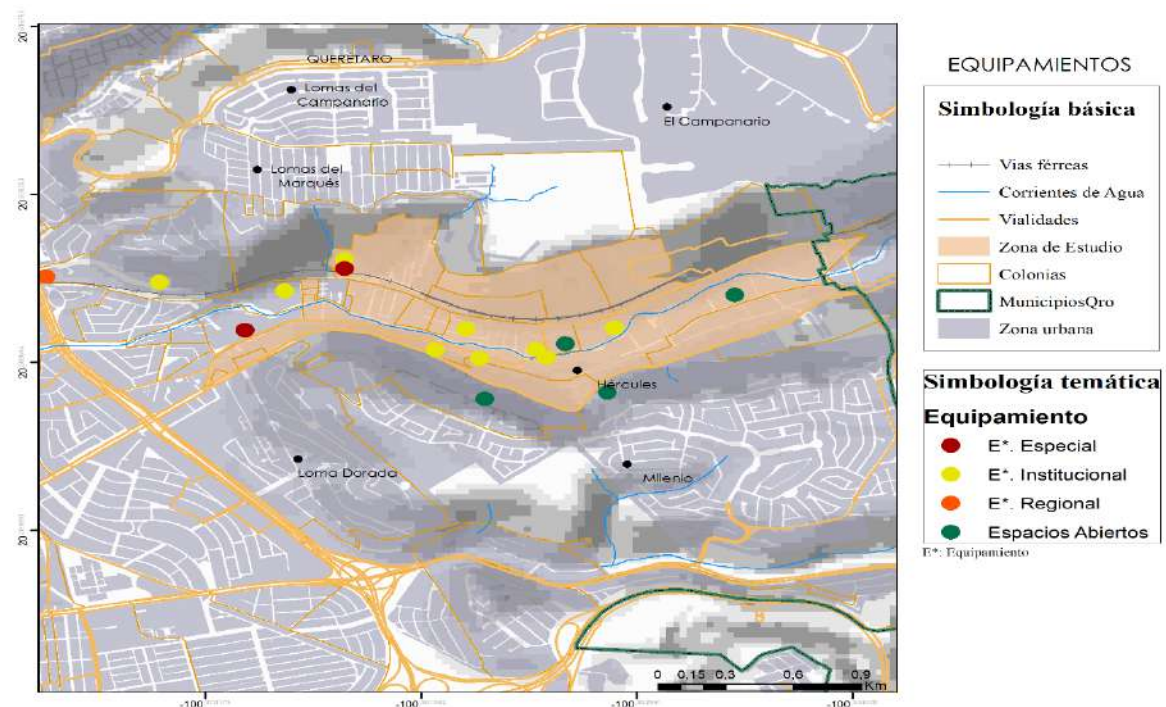 QUERETARO
Lomas del
Campanario
El Campanario
Lomas del
Marqués
Hércules
Loma Dorada
Milenio
0 0,15 0,3 0,6 0,9
Km
20
20
20
20
-100
-100
-100
-100
EQUIPAMIENTOS
Simbología básica
Vias férreas
Corrientes de Agua
Vialidades
Zona de Estudio
Colonias
MunicipiosQro
Zona urbana
Simbología temática
Equipamiento
E*. Especial
E*. Institucional
E*. Regional
Espacios Abiertos
E*: Equipamiento